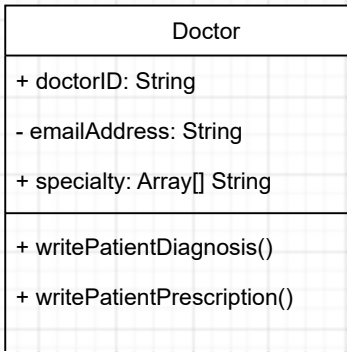 Doctor
+ doctorID: String
- emailAddress: String
+ specialty: Array[] String
+ writePatientDiagnosis()
+ writePatientPrescription()